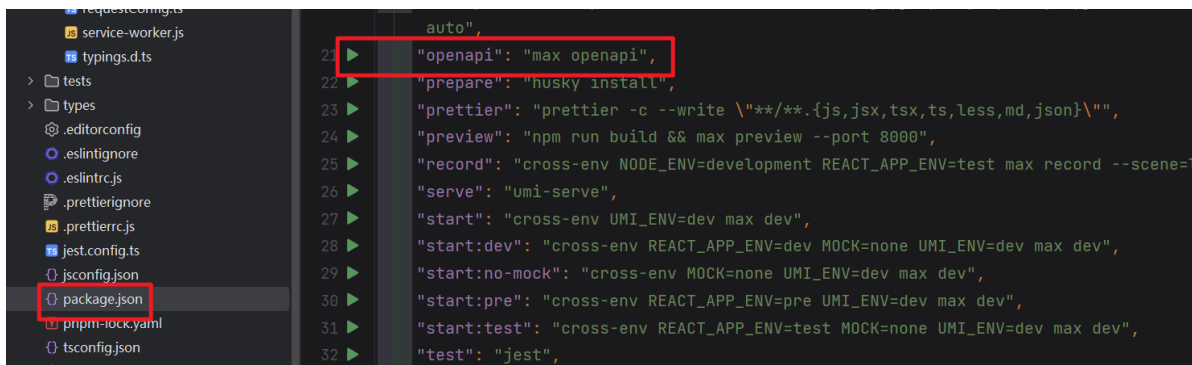 requestConfig.ts
service-worker.js
typings.d.ts
tests
types
.editorconfig
.eslintignore
.eslintrc.js
.prettierignore
.prettierrc.js
jest.config.ts
jsconfig.json
package.json
pnpm-lock.yaml
tsconfig.json
auto",
21 "openapi": "max openapi",
22 "prepare": "husky install",
23 "prettier": "prettier -c --write \"**/**.{js,jsx,tsx,ts,less,md,json}\"",
24 "preview": "npm run build && max preview --port 8000",
25 "record": "cross-env NODE_ENV=development REACT_APP_ENV=test max record --scene=
26 "serve": "umi-serve",
27 "start": "cross-env UMI_ENV=dev max dev",
28 "start:dev": "cross-env REACT_APP_ENV=dev MOCK=none UMI_ENV=dev max dev",
29 "start:no-mock": "cross-env MOCK=none UMI_ENV=dev max dev",
30 "start:pre": "cross-env REACT_APP_ENV=pre UMI_ENV=dev max dev",
31 "start:test": "cross-env REACT_APP_ENV=test MOCK=none UMI_ENV=dev max dev",
32 "test": "jest",